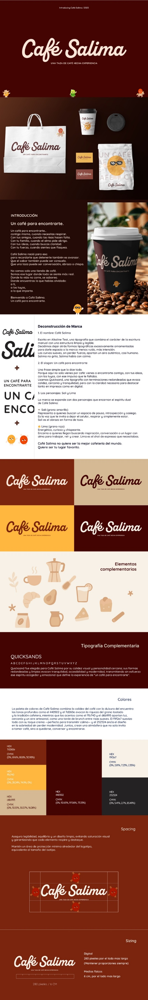 Introducing Cafe Salima / 2025
Café Salima
UNA TAZA DE CAFÉ HECHA EXPERIENCIA
Café Salima
UN CAFÉ PARA ENCONTRARTE
Café Salima
Café Salima
Café Salima
Café Salima
INTRODUCCIÓN
Un café para encontrarte.
Un café para encontrarte...
contigo misma, cuando necesitas respirar.
Con tus amigos, cuando las risas hacen falta.
Con tu familia, cuando el alma pide abrigo.
Con tus ideas, cuando buscas claridad.
Con tu fuerza, cuando sientes que flaquea.
Café Salima nació para eso:
para recordarte que detenerte también es avanzar.
Que el sabor también puede ser consuelo.
Que una taza puede ser conversación, abrazo o chispa.
No somos solo una tienda de café.
Somos ese lugar donde todo se siente más real.
Donde la vida no corre, se saborea.
Donde encuentras lo que habías olvidado:
a ti,
a los tuyos,
a lo que importa.
Bienvenido a Café Salima.
Un café para encontrarte.
Café Salima
UN CAFÉ PARA ENCONTRARTE
Café Salima
Sali
+
UN CAFÉ PARA
ENCONTRARTE
UN CA
ENCO
+
Deconstrucción de Marca
1. El nombre: Café Salima
Escrito en Alkaline Test, una tipografía que combina el carácter de la escritura
manual con una estructura limpia y legible.
Decidimos dejar atrás formas tipográficas excesivamente ornamentadas
para darle espacio a la marca: menos ruido, más intención.
Las curvas suaves, sin perder fuerza, aportan un aire auténtico, casi humano.
Salima no grita, Salima habla con calma.
2. El slogan: Un café para encontrarte
Una frase simple que lo dice todo.
Porque aquí no solo vienes por café: vienes a encontrarte contigo, con tus ideas,
con los tuyos, con ese impulso que te faltaba.
Usamos Quicksand, una tipografía con terminaciones redondeadas que evoca
calidez, cercanía y tranquilidad, pero con la claridad necesaria para destacar
tanto en impresos como en digital.
3. Los personajes: Sali y Lima
La marca se expande con dos personajes que encarnan el espíritu dual
de Café Salima:
Sali (grano amarillo)
Representa a quienes buscan un espacio de pausa, introspección y sosiego.
Es la voz que te invita a dejar el celular, respirar y simplemente estar.
Sali es el abrazo en forma de taza.
Lima (grano rojo)
Energético, curioso y chispeante.
Encarna a quienes llegan buscando inspiración, conversación o un lugar con
alma para trabajar, reír y crear. Lima es el shot de espresso que necesitabas.
Café Salima no quiere ser la mejor cafetería del mundo.
Quiere ser tu lugar favorito.
Café Salima
UNA TAZA DE CAFÉ HECHA EXPERIENCIA
Café Salima
UNA TAZA DE CAFÉ HECHA EXPERIENCIA
Café Salima
UNA TAZA DE CAFÉ HECHA EXPERIENCIA
Café Salima
UNA TAZA DE CAFÉ HECHA EXPERIENCIA
Elementos
complementarios
Tipografía Complementaria
QUICKSANDS
A B C D E F G H I J K L M N O P Q R S T U V W X Y Z
Quicksand fue elegida para Café Salima por su calidez visual y personalidad cercana; sus formas
redondeadas y limpias evocan tranquilidad, accesibilidad y modernidad, transmitiendo sin esfuerzo
ese espíritu acogedor y emocional que define la experiencia de "un café para encontrarte".
Colores
La paleta de colores de Café Salima combina la calidez del café con la dulzura del encuentro:
los tonos profundos como el 440502 y el 7d260e evocan la riqueza del grano tostado
y la tradición cafetera, mientras que los acentos como el ffb740 y el d6b995 aportan luz,
cercanía y un aire artesanal, como una tarde de brunch entre risas suaves. El f9f2e7 suaviza
todo con su toque crema —perfecto para transmitir calma— y el 252324 ancla el diseño
en la sobriedad sin perder modernidad. Juntos, crean una atmósfera que no solo invita
a tomar café, sino a quedarse, conversar y encontrarse.
HEX
7d260e
CMYK
(0%, 69.6%, 88.8%, 50.98%)
HEX
ffb740
CMYK
(0%, 28.24%, 74.9%, 0%)
HEX
d6b995
CMYK
(0%, 13.55%, 30.37%, 16.08%)
HEX
440502
CMYK
(0%, 92.65%, 97.06%, 73.33%)
HEX
f9f2e7
CMYK
(0%, 2.81%, 7.23%, 2.35%)
HEX
252324
CMYK
(0%, 5.41%, 2.7%, 85.49%)
Spacing
Asegura legibilidad, equilibrio y un diseño limpio, evitando saturación visual
y garantizando que cada elemento respire y destaque.
Mantén un área de protección mínima alrededor del logotipo,
equivalente al tamaño del isotipo.
Café Salima
UNA TAZA DE CAFÉ HECHA EXPERIENCIA
Sizing
Café Salima
UNA TAZA DE CAFÉ HECHA EXPERIENCIA
280 pixeles / 6 CM
Digital
280 pixeles por el lado mas largo
(Mantener proporciones siempre)
Medios físicos
6 cm, por el lado mas largo